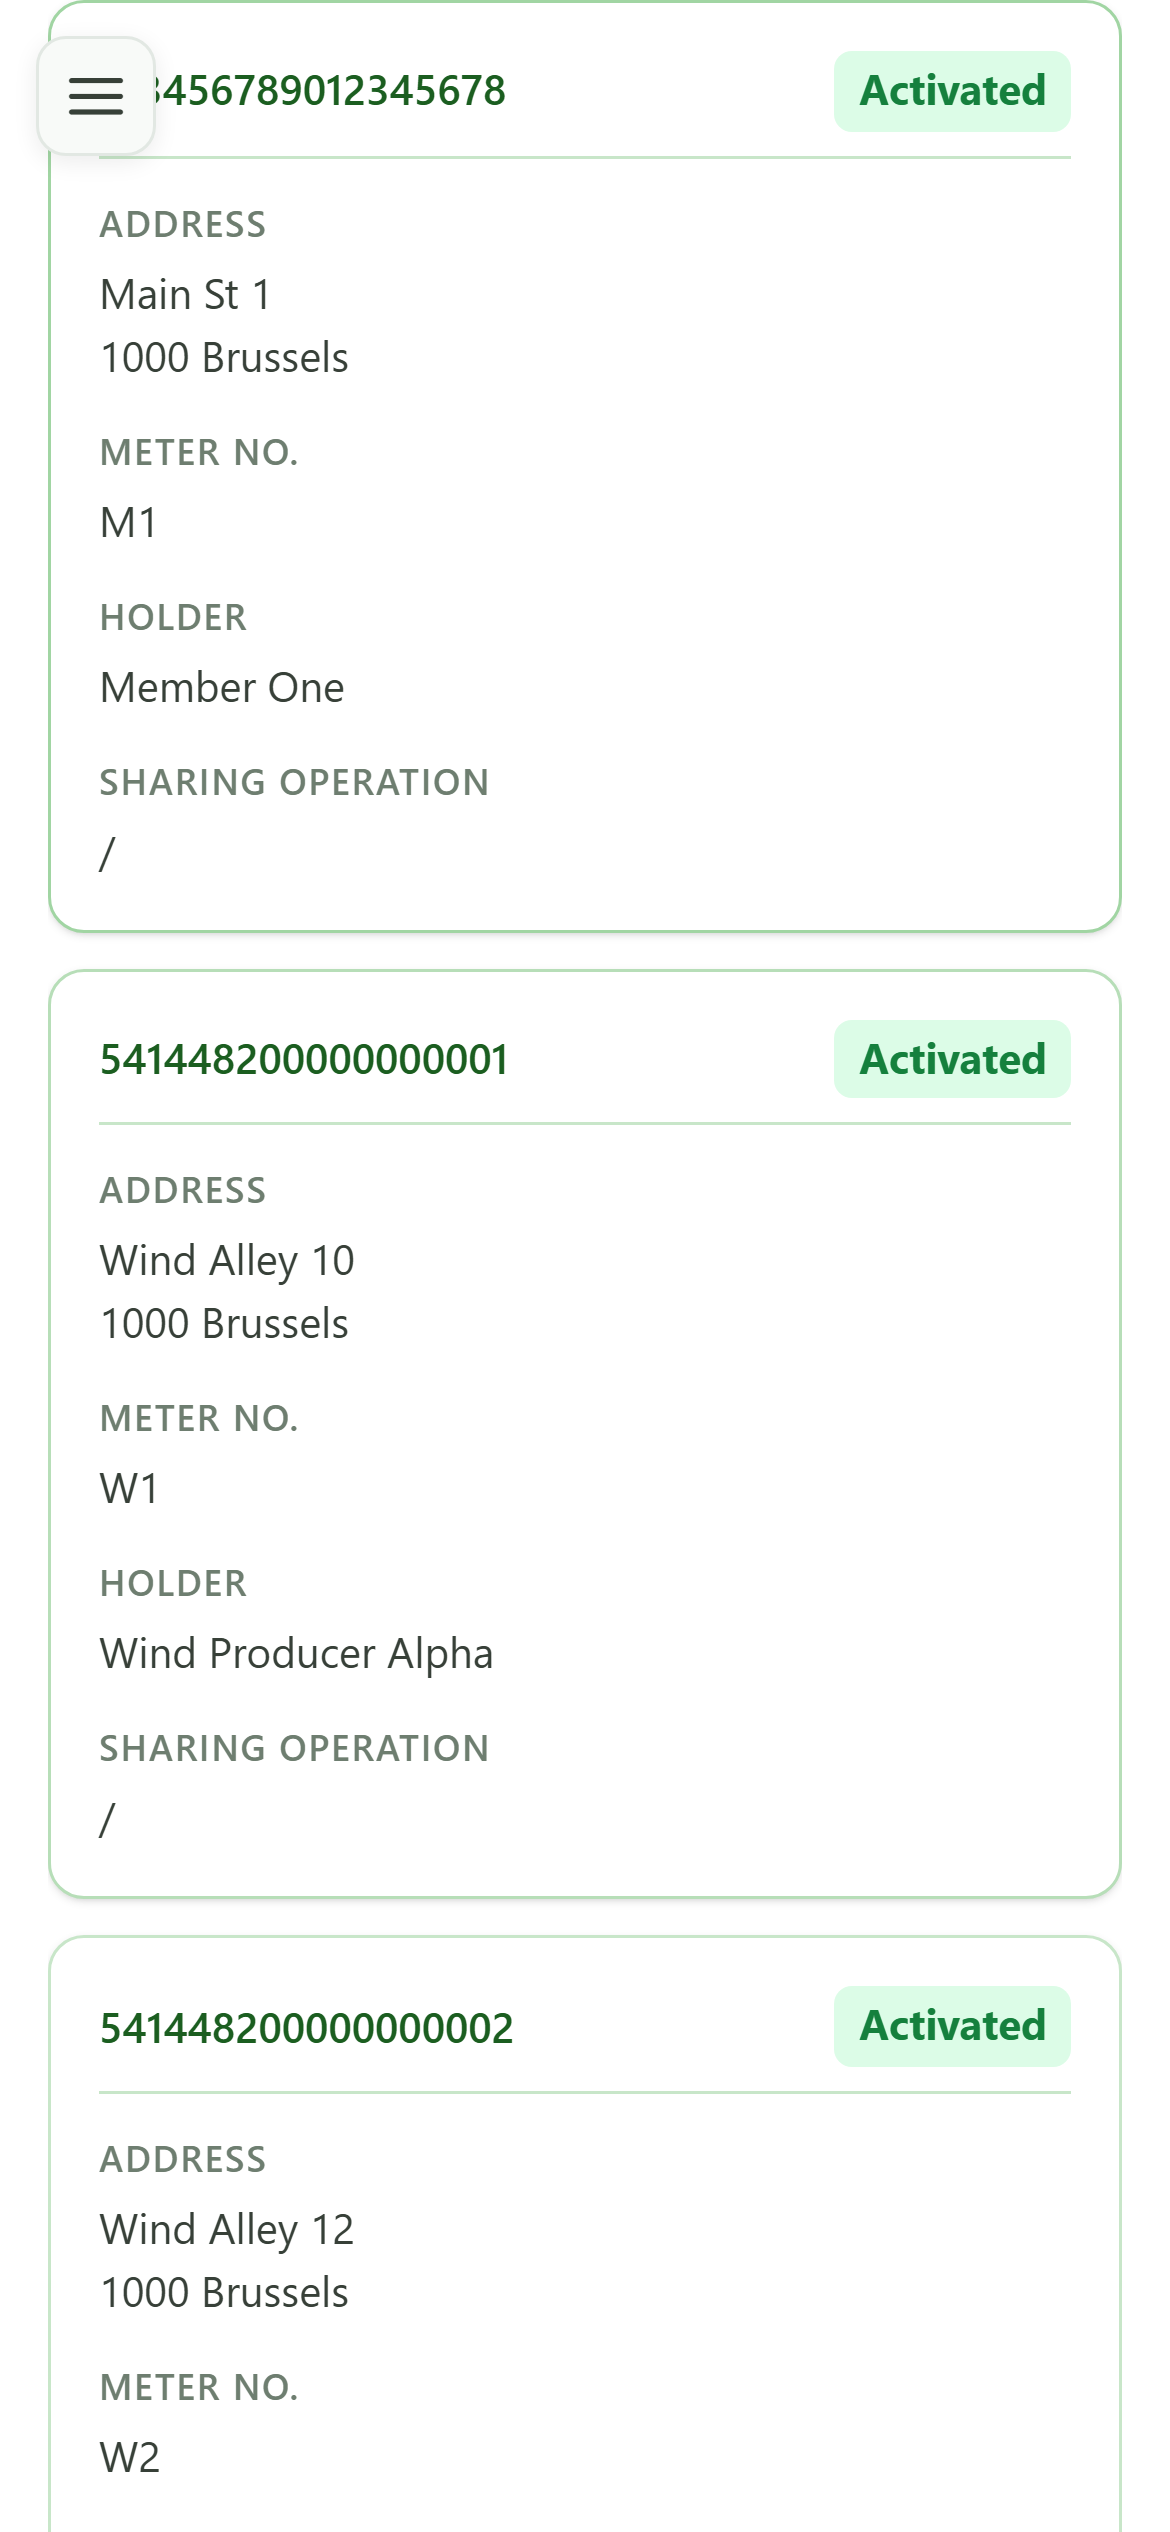 3456789012345678
Activated
ADDRESS
Main St 1
1000 Brussels
METER NO.
M1
HOLDER
Member One
SHARING OPERATION
/
541448200000000001
Activated
ADDRESS
Wind Alley 10
1000 Brussels
METER NO.
W1
HOLDER
Wind Producer Alpha
SHARING OPERATION
/
541448200000000002
Activated
ADDRESS
Wind Alley 12
1000 Brussels
METER NO.
W2